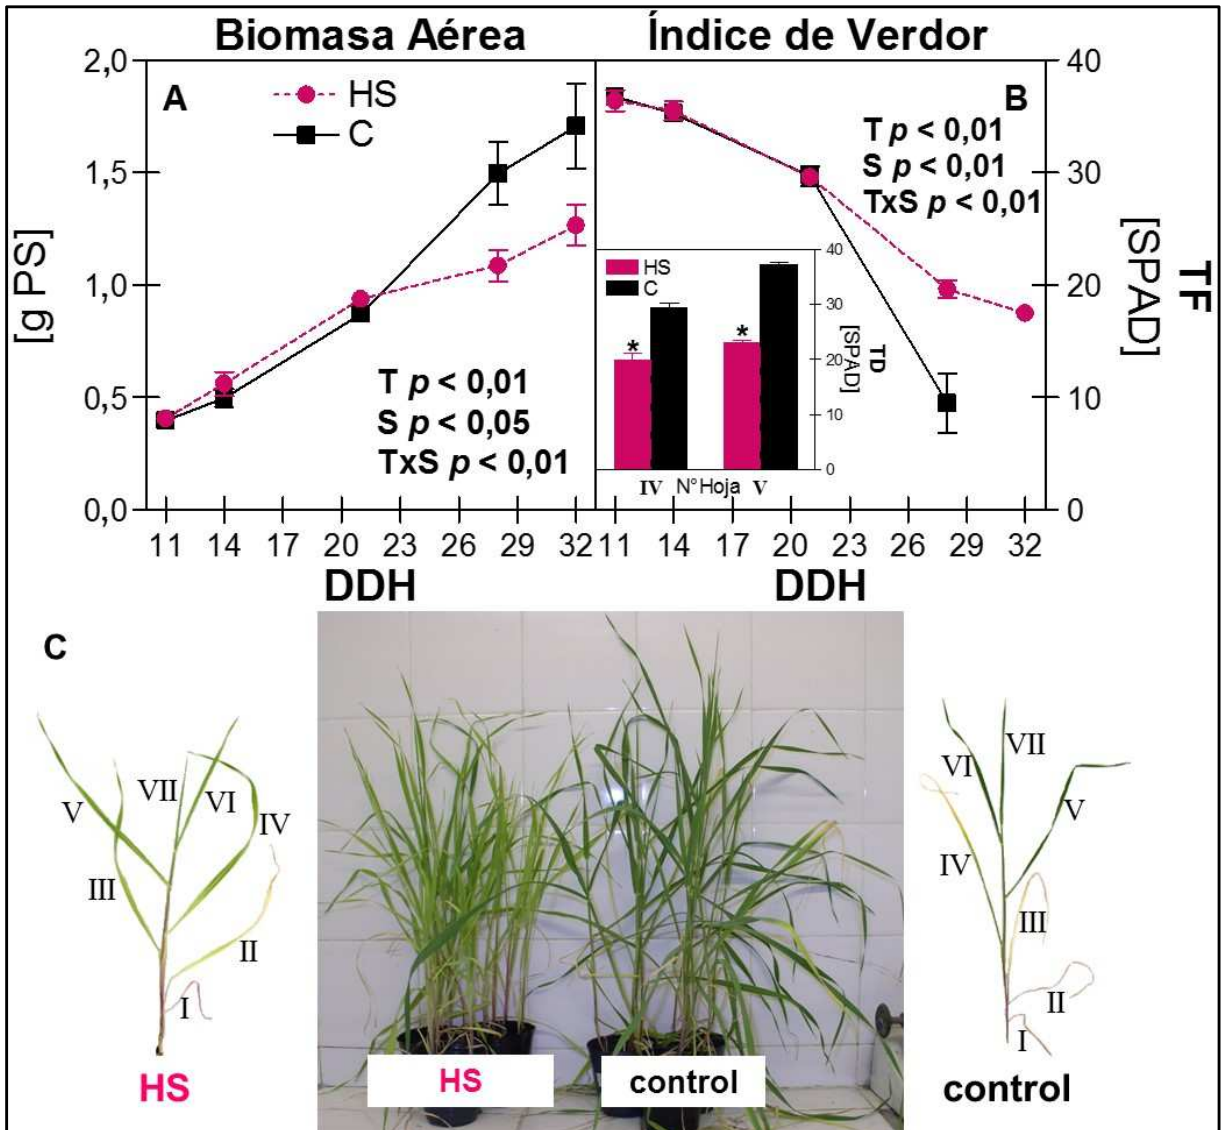 Biomasa Aérea
Índice de Verdor
A
HS
C
2,0
1,5
1,0
0,5
0,0
[g PS]
T p < 0,01
S p < 0,05
TxS p < 0,01
11 14 17 20 23 26 29 32
DDH
B
T p < 0,01
S p < 0,01
TxS p < 0,01
40
30
20
10
0
TF
[SPAD]
HS
C
40
30
20
10
0
TD
[SPAD]
IV N°Hoja V
11 14 20 26 29 32
DDH
C
V
VII
VI
IV
III
II
I
HS
HS
control
VI
VII
V
IV
III
II
I
control